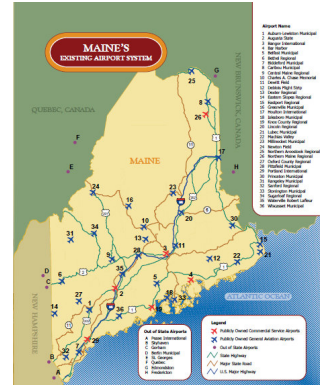 MAINE'S
EXISTING AIRPORT SYSTEM
QUEBEC, CANADA
NEW BRUNSWICK, CANADA
MAINE
NEW HAMPSHIRE
ATLANTIC OCEAN
Airport Name
1 Auburn-Lewiston Municipal
2 Augusta State
3 Bangor International
4 Bar Harbor
5 Belfast Municipal
6 Bethel Regional
7 Biddeford Municipal
8 Caribou Municipal
9 Central Maine Regional
10 Charles A. Chase Memorial
11 Dewitt Field
12 Deblois Flight Strip
13 Dexter Regional
14 Eastern Slopes Regional
15 Eastport Regional
16 Greenville Municipal
17 Houlton International
18 Islesboro Municipal
19 Knox County Regional
20 Lincoln Regional
21 Lubec Municipal
22 Machias Valley
23 Millinocket Municipal
24 Newton Field
25 Northern Aroostook Regional
26 Northern Maine Regional
27 Oxford County Regional
28 Pittsfield Municipal
29 Portland International
30 Princeton Municipal
31 Rangeley Municipal
32 Sanford Regional
33 Stonington Municipal
34 Sugarloaf Regional
35 Waterville Robert Lafleur
36 Wiscasset Municipal
Out of State Airports
A Pease International
B Skyhaven
C Gorham
D Berlin Municipal
E St. Georges
F Quebec
G Edmundston
H Fredericton
Legend
Publicly Owned Commercial Service Airports
Publicly Owned General Aviation Airports
Out of State Airports
State Highway
Major State Road
U.S. Major Highway